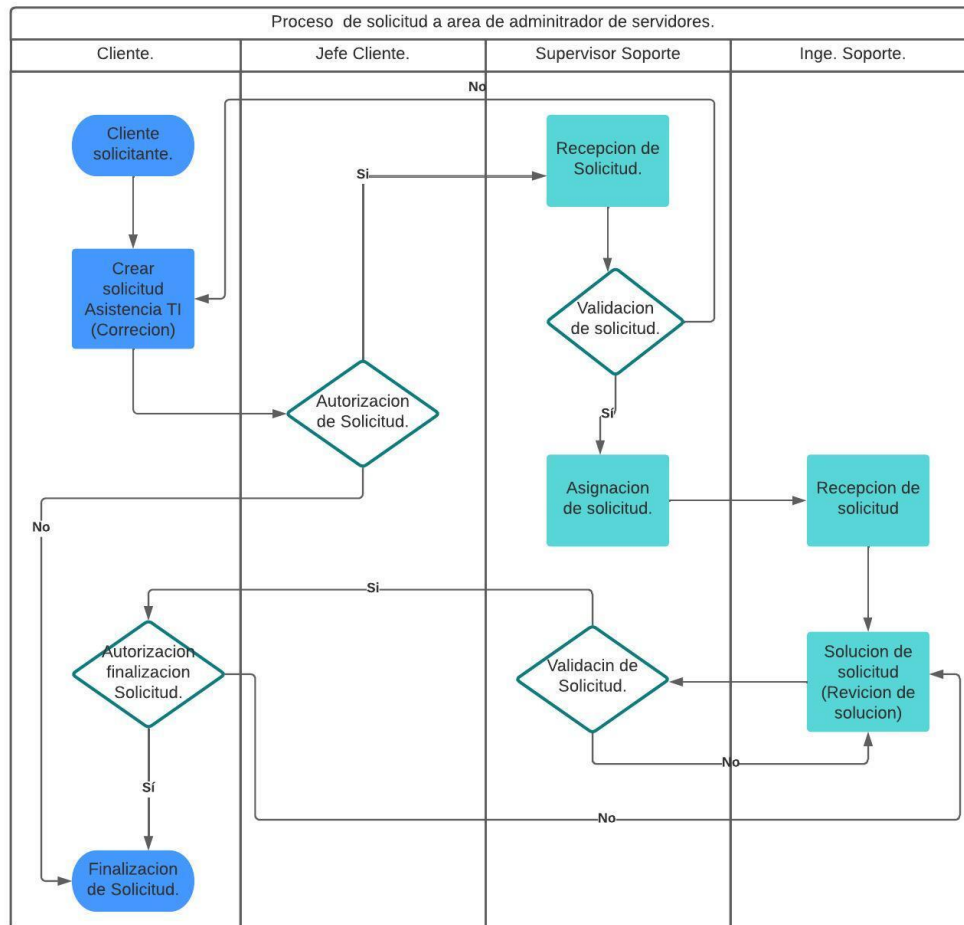 Proceso  de solicitud a area de adminitrador de servidores.
Cliente.
Jefe Cliente.
Supervisor Soporte
Inge. Soporte.
No
Cliente
solicitante.
Recepcion de
Solicitud.
Si
Crear
solicitud
Asistencia TI
(Correcion)
Validacion
de solicitud.
Autorizacion
de Solicitud.
Sí
Asignacion
de solicitud.
Recepcion de
solicitud
No
Si
Autorizacion
finalizacion
Solicitud.
Validacin de
Solicitud.
Solucion de
solicitud
(Revicion de
solucion)
No
Sí
No
Finalizacion
de Solicitud.